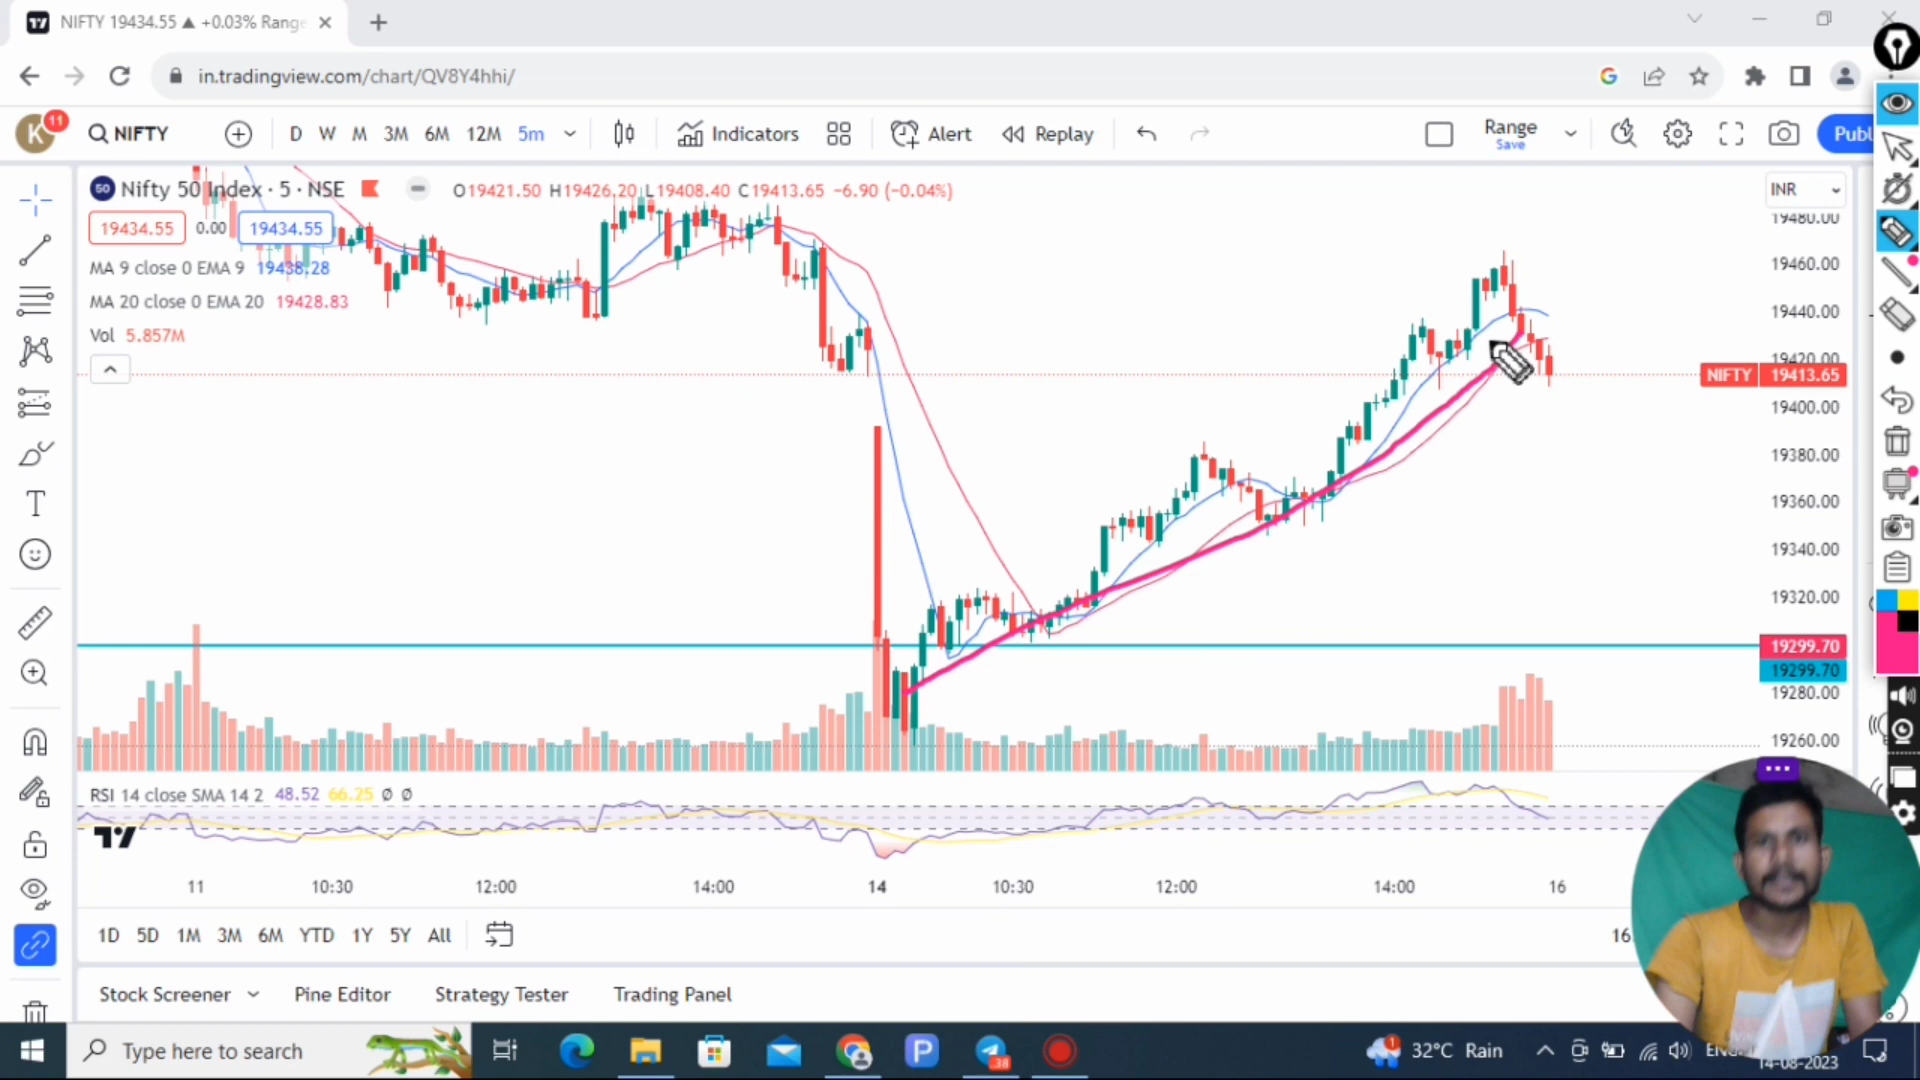 NIFTY 19434.55 ▲ +0.03% Range
in.tradingview.com/chart/QV8Y4hhi/
K 11 NIFTY D W M 3M 6M 12M 5m Indicators Alert Replay Range Save Publ
50 Nifty 50 Index · 5 · NSE O19421.50 H19426.20 L19408.40 C19413.65 −6.90 (−0.04%) INR
19434.55 0.00 19434.55
MA 9 close 0 EMA 9 19438.28
MA 20 close 0 EMA 20 19428.83
Vol 5.857M
19480.00
19460.00
19440.00
19420.00
NIFTY 19413.65
19400.00
19380.00
19360.00
19340.00
19320.00
19299.70
19299.70
19280.00
19260.00
RSI 14 close SMA 14 2 48.52 66.25 Ø Ø
11 10:30 12:00 14:00 14 10:30 12:00 14:00 16
1D 5D 1M 3M 6M YTD 1Y 5Y All 16
Stock Screener Pine Editor Strategy Tester Trading Panel
Type here to search 38 1 32°C Rain
14-08-2023